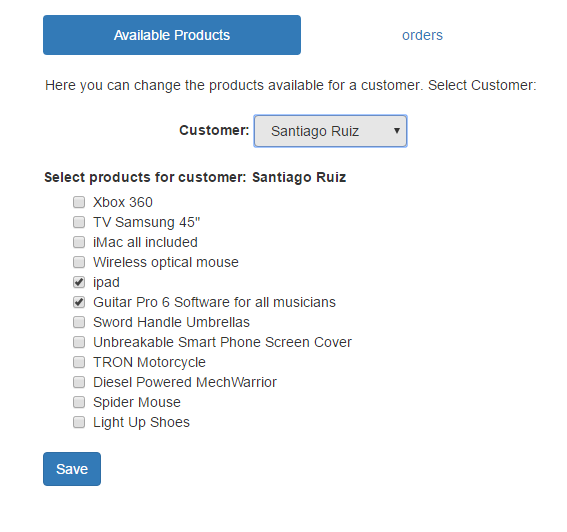 Available Products
orders
Here you can change the products available for a customer. Select Customer:
Customer: Santiago Ruiz
Select products for customer: Santiago Ruiz
Xbox 360
TV Samsung 45"
iMac all included
Wireless optical mouse
ipad
Guitar Pro 6 Software for all musicians
Sword Handle Umbrellas
Unbreakable Smart Phone Screen Cover
TRON Motorcycle
Diesel Powered MechWarrior
Spider Mouse
Light Up Shoes
Save